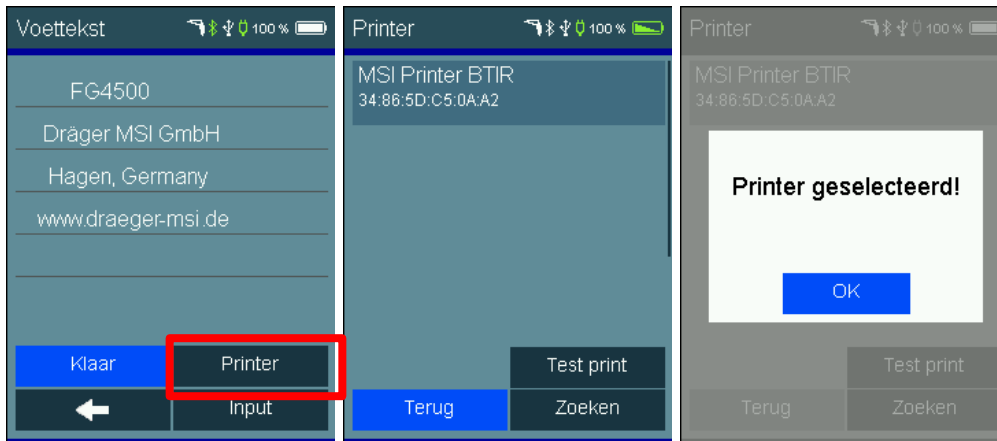 Voettekst 100 %
FG4500
Dräger MSI GmbH
Hagen, Germany
www.draeger-msi.de
Klaar Printer
Input
Printer 100 %
MSI Printer BTIR
34:86:5D:C5:0A:A2
Test print
Terug Zoeken
Printer 100 %
MSI Printer BTIR
34:86:5D:C5:0A:A2
Printer geselecteerd!
OK
Test print
Terug Zoeken